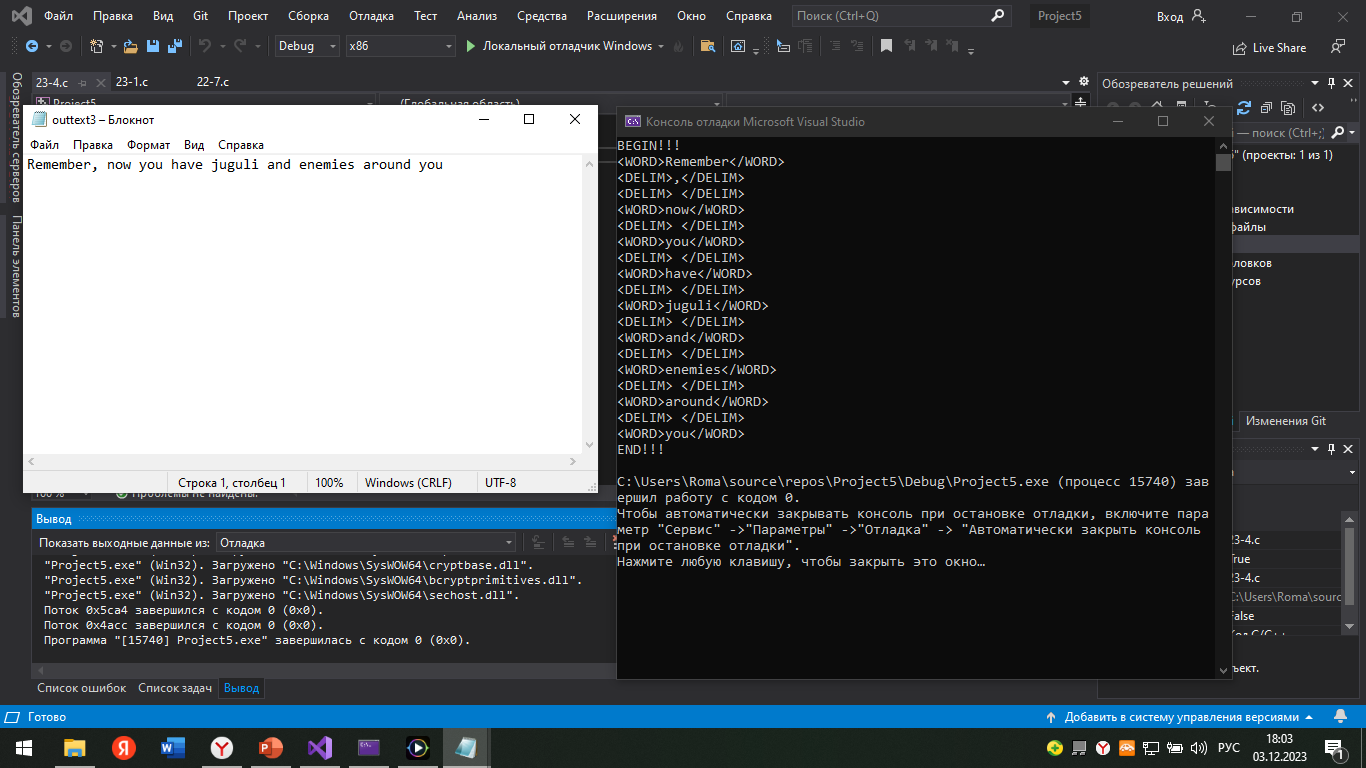 Файл Правка Вид Git Проект Сборка Отладка Тест Анализ Средства Расширения Окно Справка Поиск (Ctrl+Q) Project5 Вход
Debug x86 Локальный отладчик Windows Live Share
Обозреватель серверов
Панель элементов
23-4.c 23-1.c 22-7.c
Project5 (Глобальная область)
outtext3 – Блокнот
Файл Правка Формат Вид Справка
Remember, now you have juguli and enemies around you
Строка 1, столбец 1 100% Windows (CRLF) UTF-8
100% Проблемы не найдены.
Консоль отладки Microsoft Visual Studio
BEGIN!!!
<WORD>Remember</WORD>
<DELIM>,</DELIM>
<DELIM> </DELIM>
<WORD>now</WORD>
<DELIM> </DELIM>
<WORD>you</WORD>
<DELIM> </DELIM>
<WORD>have</WORD>
<DELIM> </DELIM>
<WORD>juguli</WORD>
<DELIM> </DELIM>
<WORD>and</WORD>
<DELIM> </DELIM>
<WORD>enemies</WORD>
<DELIM> </DELIM>
<WORD>around</WORD>
<DELIM> </DELIM>
<WORD>you</WORD>
END!!!
C:\Users\Roma\source\repos\Project5\Debug\Project5.exe (процесс 15740) зав
ершил работу с кодом 0.
Чтобы автоматически закрывать консоль при остановке отладки, включите пара
метр "Сервис" ->"Параметры" ->"Отладка" -> "Автоматически закрыть консоль
при остановке отладки".
Нажмите любую клавишу, чтобы закрыть это окно…
Обозреватель решений
— поиск (Ctrl+;)
5" (проекты: 1 из 1)
ависимости
файлы
ловков
урсов
Изменения Git
23-4.c
True
23-4.c
C:\Users\Roma\sourc
False
Код C/C++
ъект.
Вывод
Показать выходные данные из: Отладка
"Project5.exe" (Win32). Загружено "C:\Windows\SysWOW64\cryptbase.dll".
"Project5.exe" (Win32). Загружено "C:\Windows\SysWOW64\bcryptprimitives.dll".
"Project5.exe" (Win32). Загружено "C:\Windows\SysWOW64\sechost.dll".
Поток 0x5ca4 завершился с кодом 0 (0x0).
Поток 0x4acc завершился с кодом 0 (0x0).
Программа "[15740] Project5.exe" завершилась с кодом 0 (0x0).
Список ошибок Список задач Вывод
Готово Добавить в систему управления версиями
РУС 18:03
03.12.2023 1